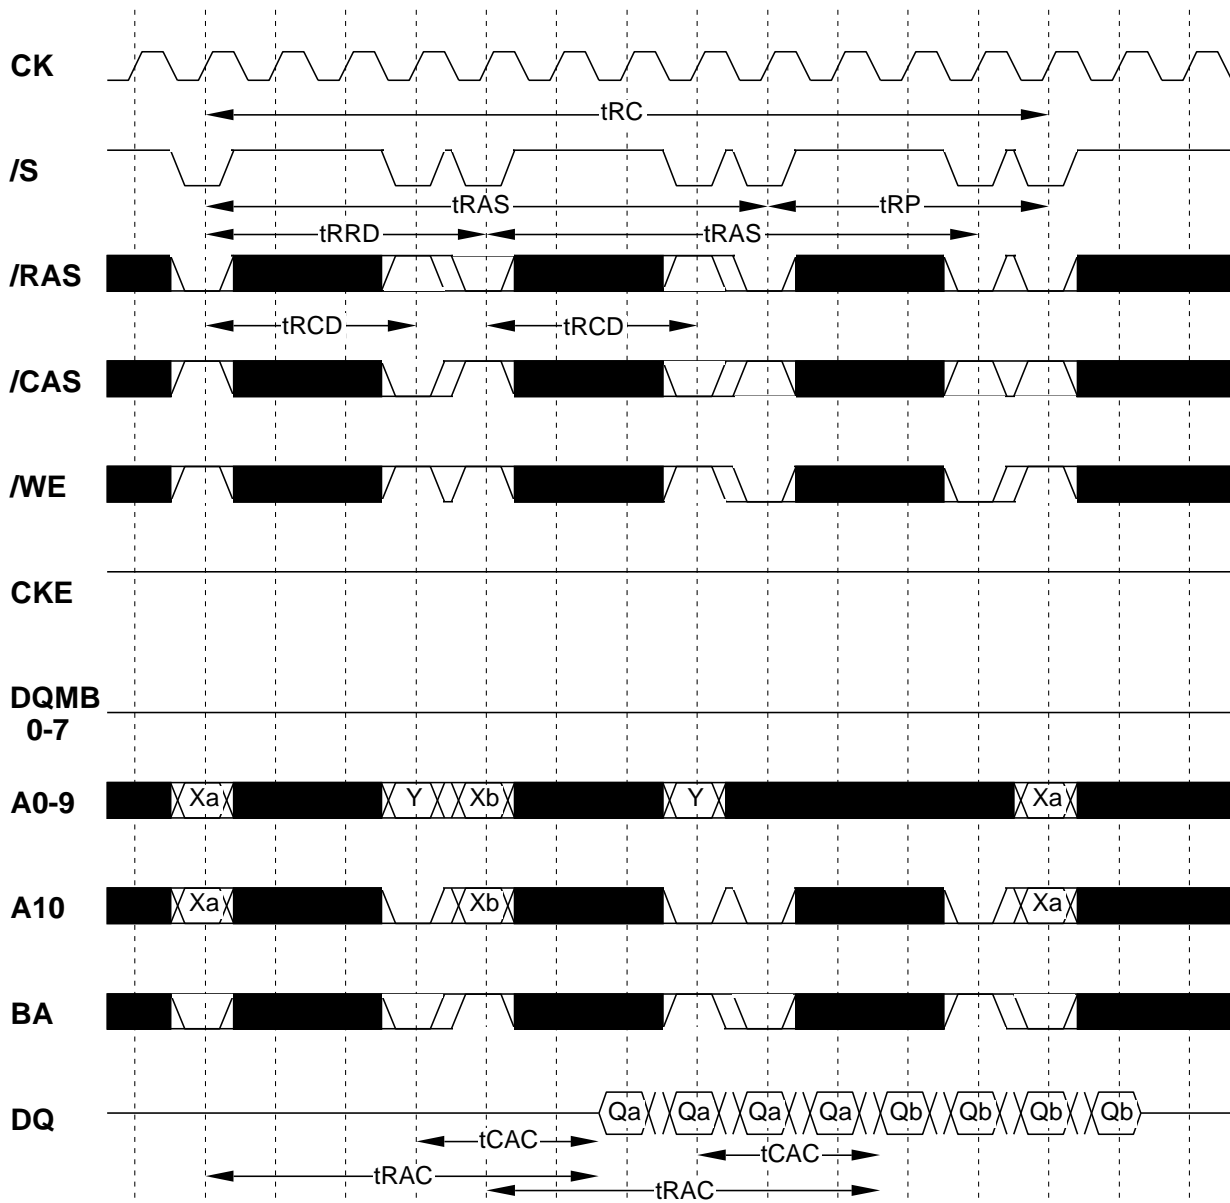 CK
tRC
/S
tRAS tRP
tRRD tRAS
/RAS
tRCD tRCD
/CAS
/WE
CKE
DQMB
0-7
A0-9 Xa Y Xb Y Xa
A10 Xa Xb Xa
BA
DQ Qa Qa Qa Qa Qb Qb Qb Qb
tCAC tCAC
tRAC
tRAC